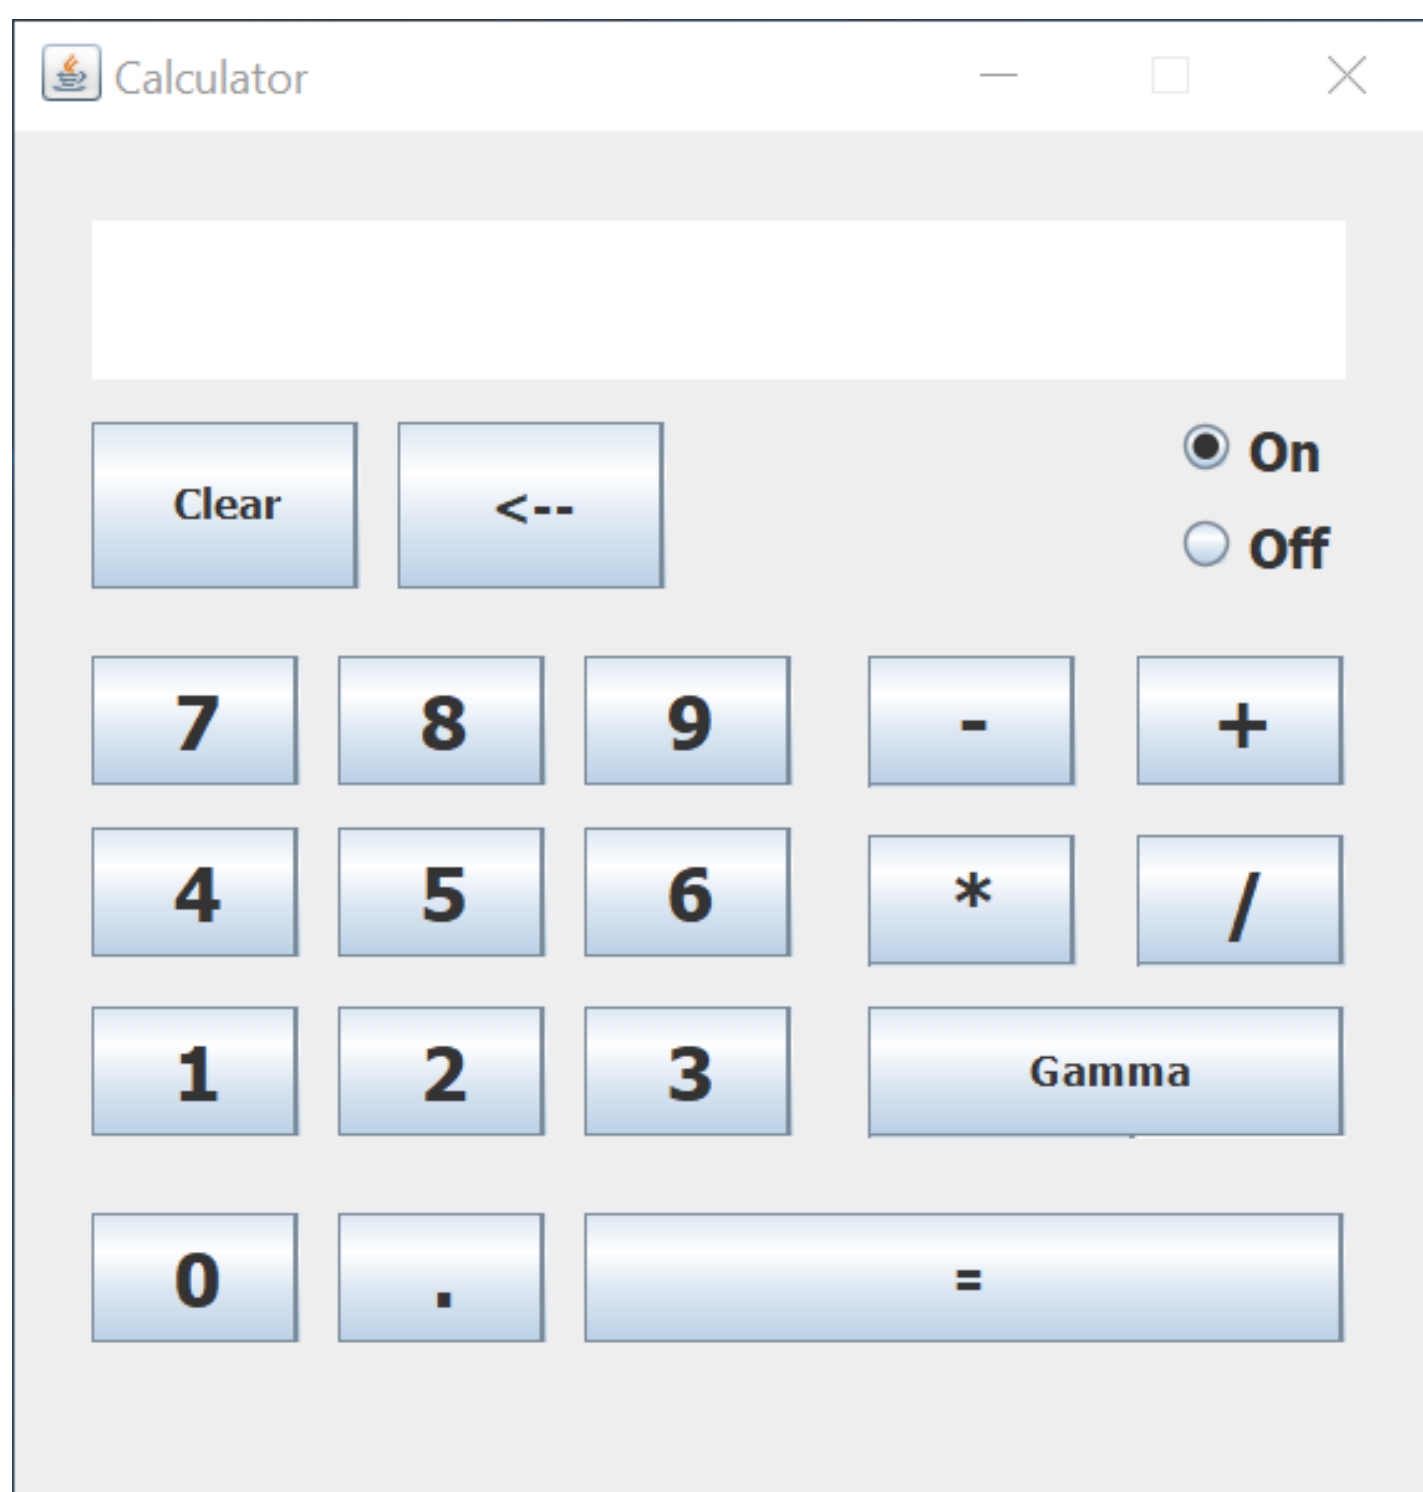 Calculator
Clear <-- On
Off
7 8 9 - +
4 5 6 * /
1 2 3 Gamma
0 . =